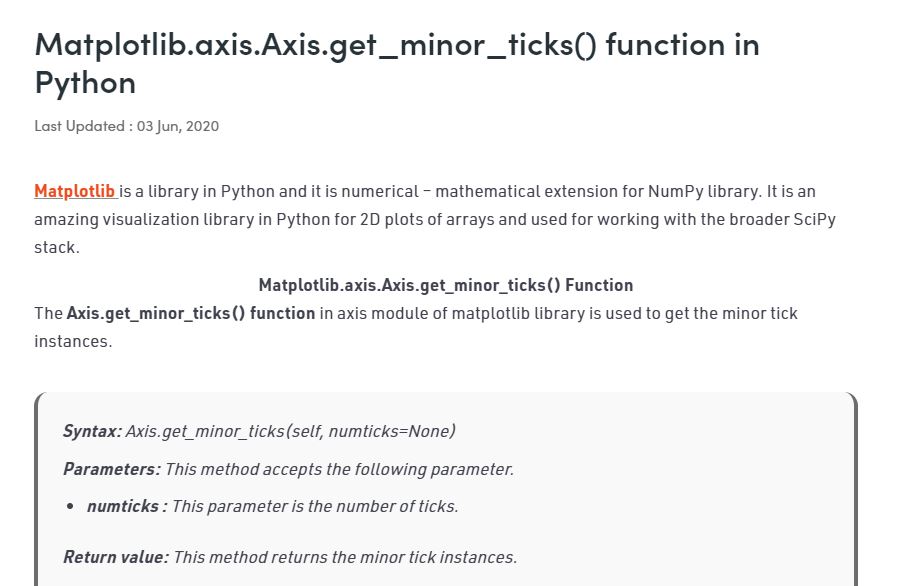 Matplotlib.axis.Axis.get_minor_ticks() function in
Python
Last Updated : 03 Jun, 2020
Matplotlib is a library in Python and it is numerical – mathematical extension for NumPy library. It is an
amazing visualization library in Python for 2D plots of arrays and used for working with the broader SciPy
stack.
Matplotlib.axis.Axis.get_minor_ticks() Function
The Axis.get_minor_ticks() function in axis module of matplotlib library is used to get the minor tick
instances.
Syntax: Axis.get_minor_ticks(self, numticks=None)
Parameters: This method accepts the following parameter.
• numticks : This parameter is the number of ticks.
Return value: This method returns the minor tick instances.